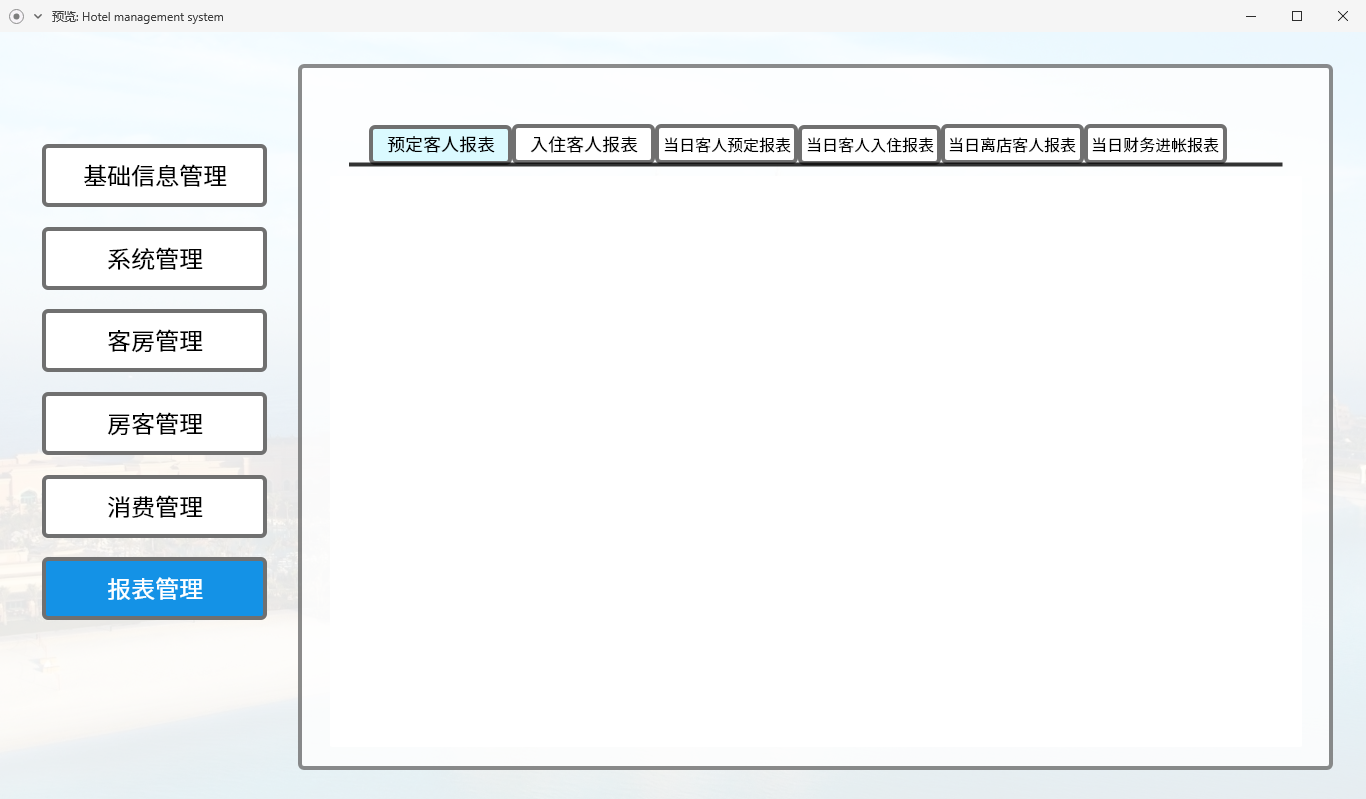 预览: Hotel management system
基础信息管理
系统管理
客房管理
房客管理
消费管理
报表管理
预定客人报表
入住客人报表
当日客人预定报表
当日客人入住报表
当日离店客人报表
当日财务进帐报表